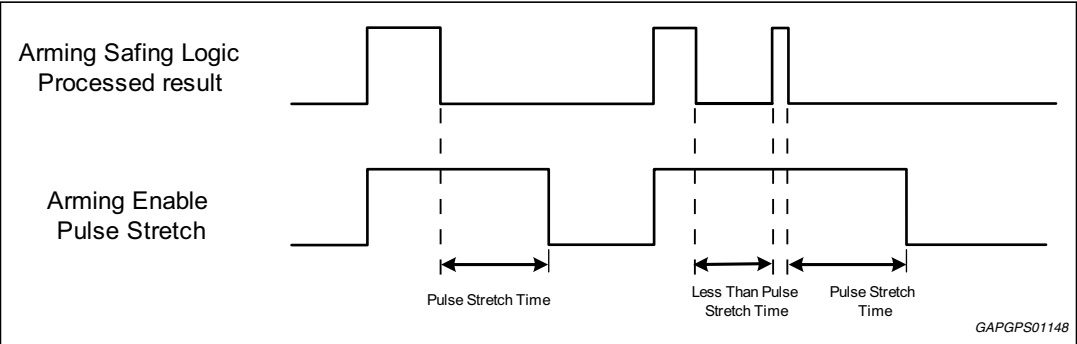 Arming Safing Logic
Processed result
Arming Enable
Pulse Stretch
Pulse Stretch Time
Less Than Pulse
Stretch Time
Pulse Stretch
Time
GAPGPS01148